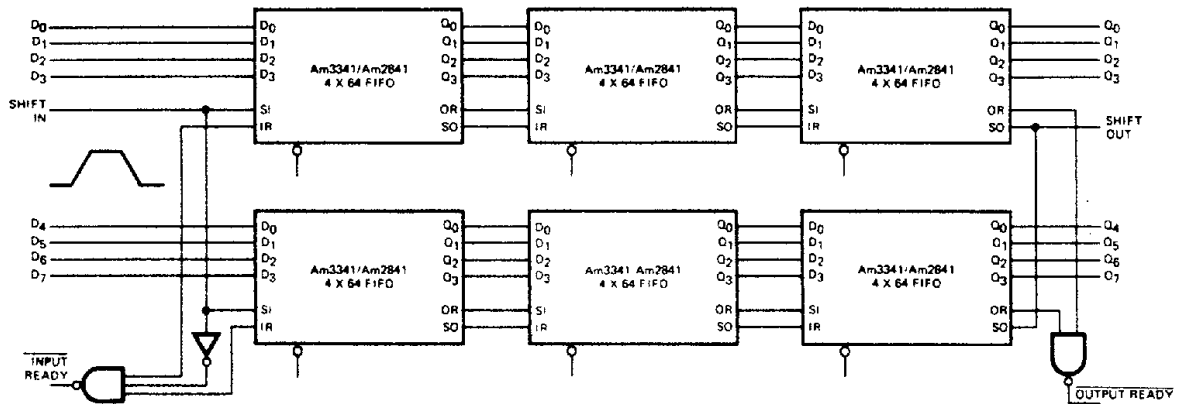 D0 D0 Q0 D0 Q0 D0 Q0 Q0
D1 D1 Q1 D1 Q1 D1 Q1 Q1
D2 D2 Q2 D2 Q2 D2 Q2 Q2
D3 D3 Q3 D3 Q3 D3 Q3 Q3
Am3341/Am2841 Am3341/Am2841 Am3341/Am2841
4 X 64 FIFO 4 X 64 FIFO 4 X 64 FIFO
SHIFT IN SI OR SI OR SI OR
IR SO IR SO IR SO SHIFT OUT
D4 D0 Q0 D0 Q0 D0 Q0 Q4
D5 D1 Q1 D1 Q1 D1 Q1 Q5
D6 D2 Q2 D2 Q2 D2 Q2 Q6
D7 D3 Q3 D3 Q3 D3 Q3 Q7
Am3341/Am2841 Am3341 Am2841 Am3341/Am2841
4 X 64 FIFO 4 X 64 FIFO 4 X 64 FIFO
SI OR SI OR SI OR
IR SO IR SO IR SO
INPUT READY
OUTPUT READY